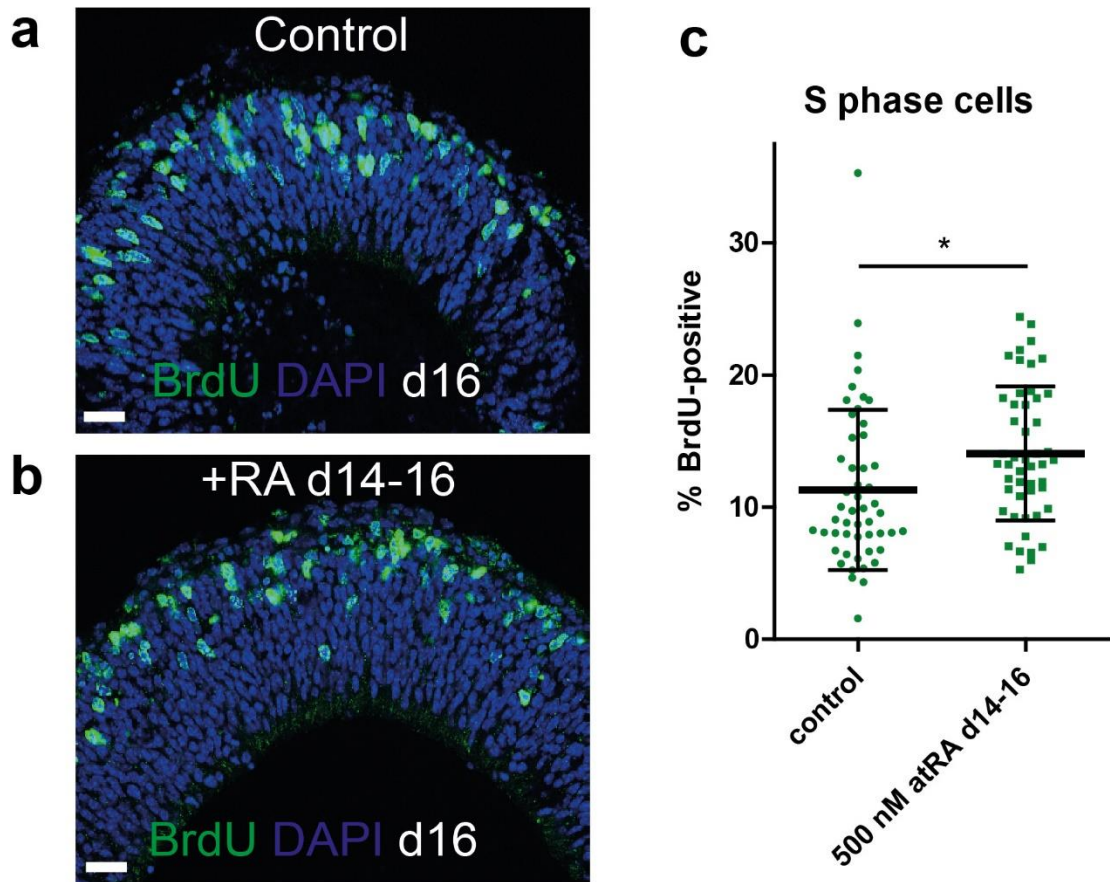 a
Control
BrdU DAPI d16
b
+RA d14-16
BrdU DAPI d16
c
S phase cells
% BrdU-positive
30
20
10
0
*
control
500 nM atRA d14-16